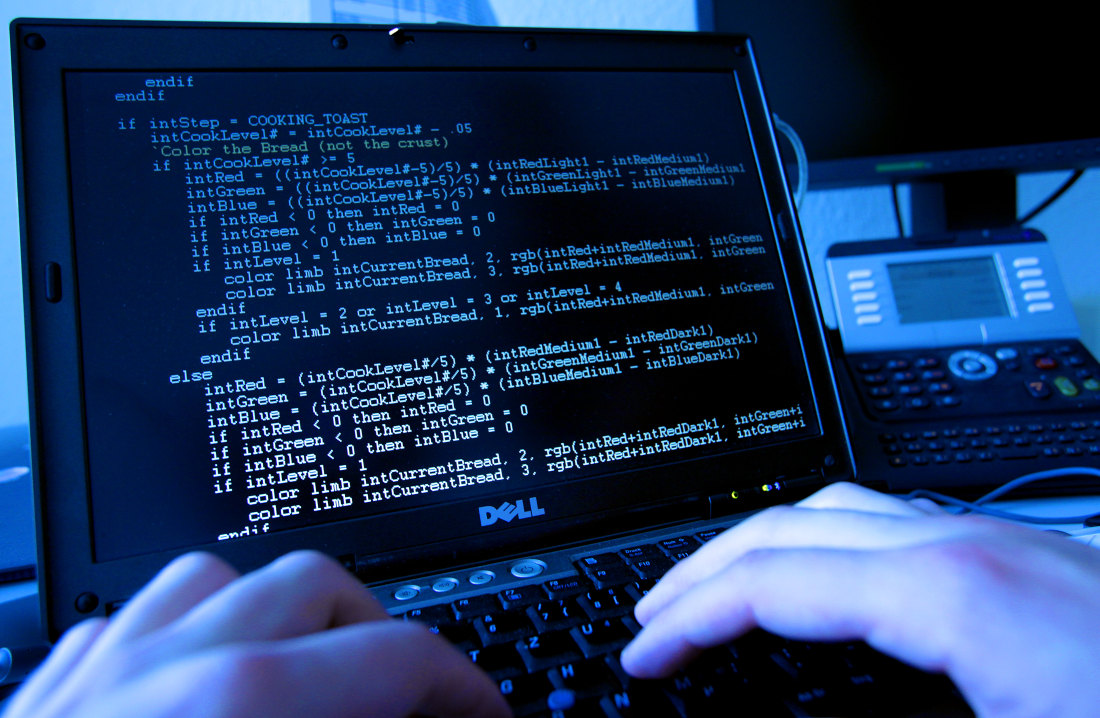 endif
endif
if intStep = COOKING_TOAST
intCookLevel# = intCookLevel# - .05
`Color the Bread (not the crust)
if intCookLevel# >= 5
intRed = ((intCookLevel#-5)/5) * (intRedLight1 - intRedMedium1)
intGreen = ((intCookLevel#-5)/5) * (intGreenLight1 - intGreenMedium1
intBlue = ((intCookLevel#-5)/5) * (intBlueLight1 - intBlueMedium1)
if intRed < 0 then intRed = 0
if intGreen < 0 then intGreen = 0
if intBlue < 0 then intBlue = 0
if intLevel = 1
color limb intCurrentBread, 2, rgb(intRed+intRedMedium1, intGreen
color limb intCurrentBread, 3, rgb(intRed+intRedMedium1, intGreen
endif
if intLevel = 2 or intLevel = 3 or intLevel = 4
color limb intCurrentBread, 1, rgb(intRed+intRedMedium1, intGreen
endif
else
intRed = (intCookLevel#/5) * (intRedMedium1 - intRedDark1)
intGreen = (intCookLevel#/5) * (intGreenMedium1 - intGreenDark1)
intBlue = (intCookLevel#/5) * (intBlueMedium1 - intBlueDark1)
if intRed < 0 then intRed = 0
if intGreen < 0 then intGreen = 0
if intBlue < 0 then intBlue = 0
if intLevel = 1
color limb intCurrentBread, 2, rgb(intRed+intRedDark1, intGreen+i
color limb intCurrentBread, 3, rgb(intRed+intRedDark1, intGreen+i
endif
DELL
F9 F10
Z U
H
N